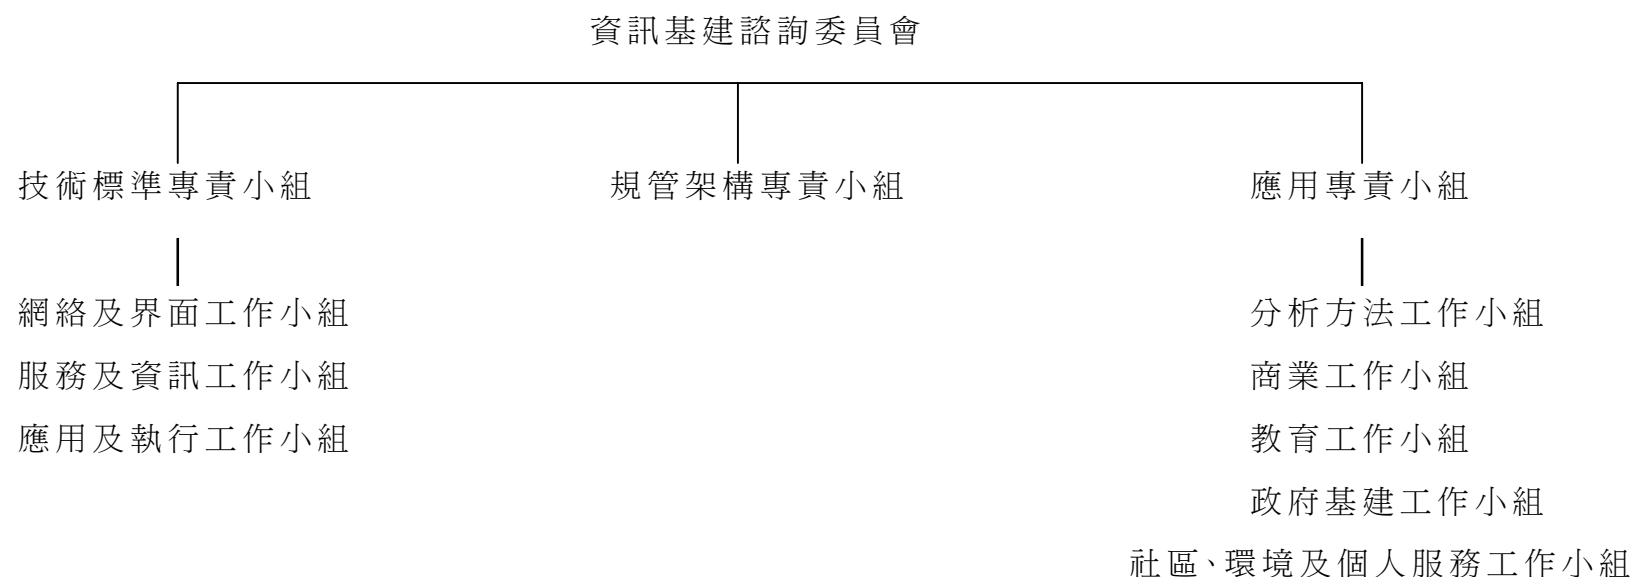 資訊基建諮詢委員會
技術標準專責小組
規管架構專責小組
應用專責小組
網絡及界面工作小組
服務及資訊工作小組
應用及執行工作小組
分析方法工作小組
商業工作小組
教育工作小組
政府基建工作小組
社區、環境及個人服務工作小組